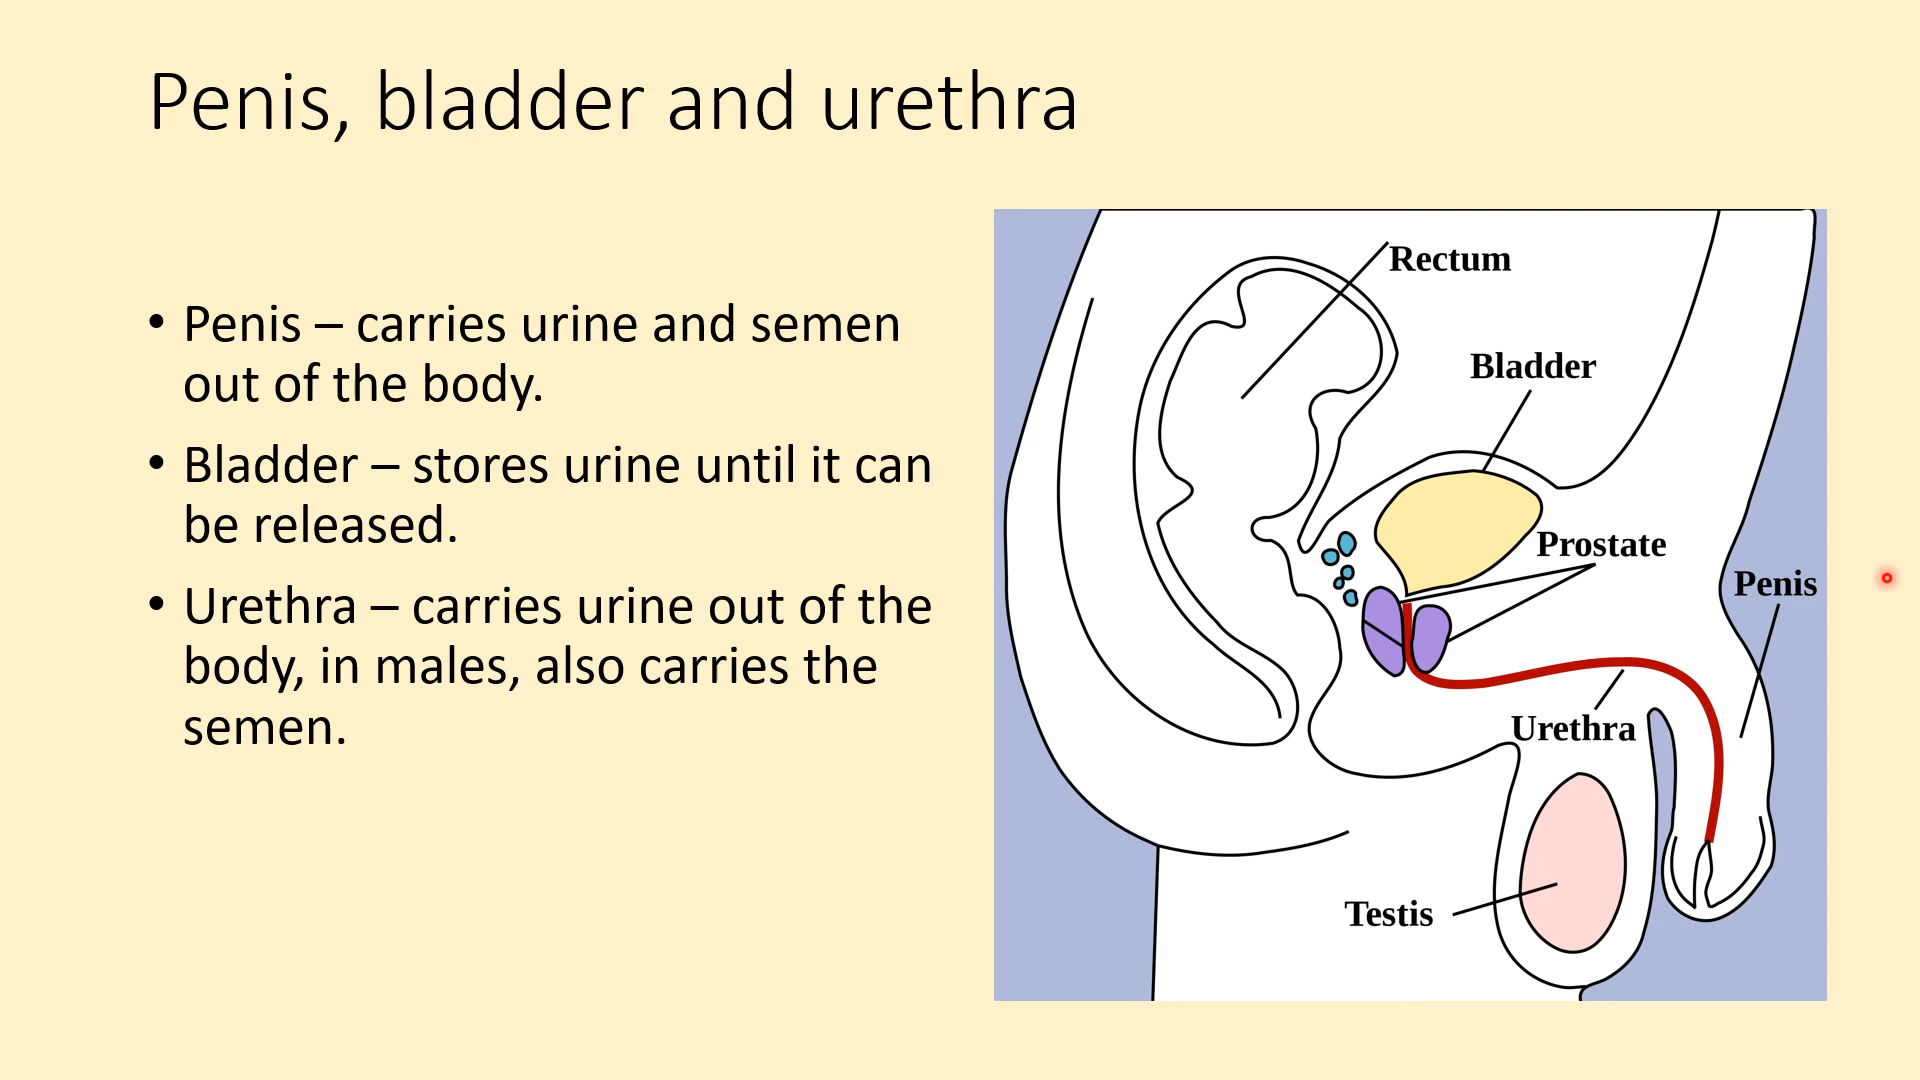 Penis, bladder and urethra
• Penis – carries urine and semen
out of the body.
• Bladder – stores urine until it can
be released.
• Urethra – carries urine out of the
body, in males, also carries the
semen.
Rectum
Bladder
Prostate
Penis
Urethra
Testis